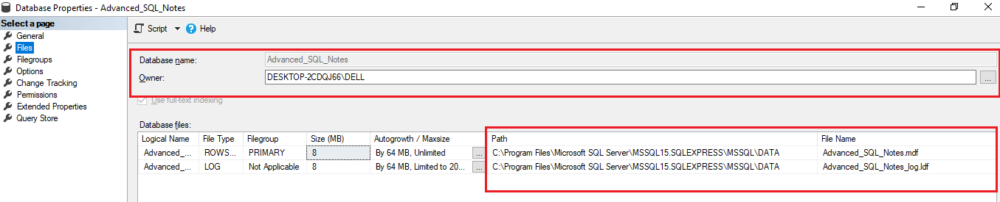 Database Properties - Advanced_SQL_Notes
Select a page
General
Files
Filegroups
Options
Change Tracking
Permissions
Extended Properties
Query Store
Script
Help
Database name: Advanced_SQL_Notes
Owner: DESKTOP-2CDQJ66\DELL ...
Use full-text indexing
Database files:
Logical Name File Type Filegroup Size (MB) Autogrowth / Maxsize Path File Name
Advanced_... ROWS... PRIMARY 8 By 64 MB, Unlimited ... C:\Program Files\Microsoft SQL Server\MSSQL15.SQLEXPRESS\MSSQL\DATA Advanced_SQL_Notes.mdf
Advanced_... LOG Not Applicable 8 By 64 MB, Limited to 20... ... C:\Program Files\Microsoft SQL Server\MSSQL15.SQLEXPRESS\MSSQL\DATA Advanced_SQL_Notes_log.ldf